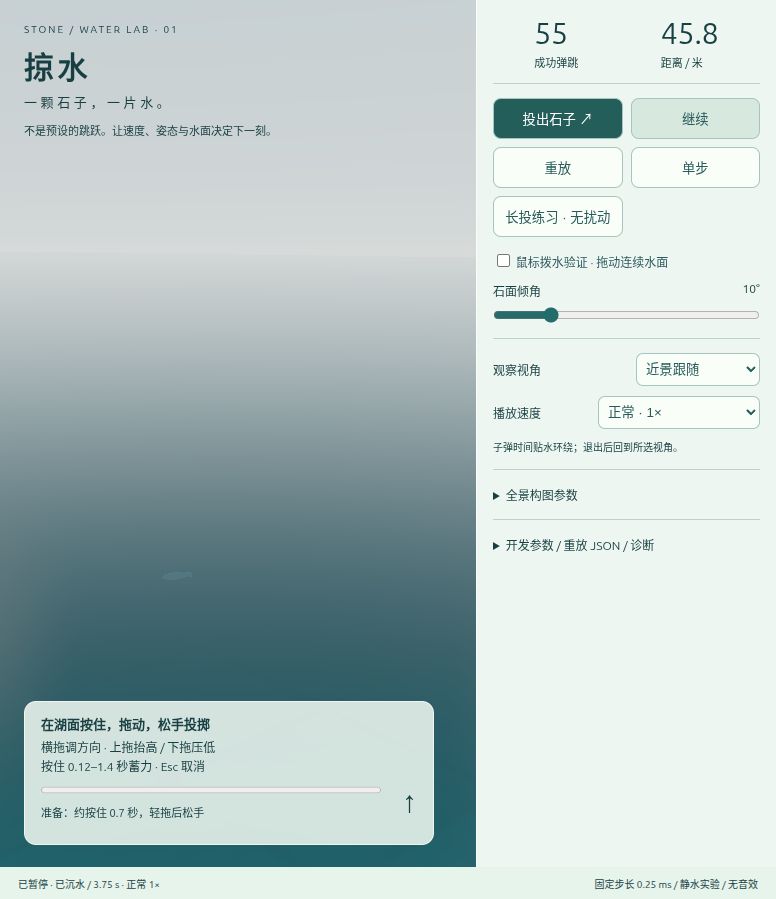 STONE / WATER LAB · 01
掠水
一颗石子，一片水。
不是预设的跳跃。让速度、姿态与水面决定下一刻。
55
成功弹跳
45.8
距离 / 米
投出石子 ↗
继续
重放
单步
长投练习 · 无扰动
鼠标拨水验证 · 拖动连续水面
石面倾角
10°
观察视角
近景跟随
播放速度
正常 · 1×
子弹时间贴水环绕；退出后回到所选视角。
▶ 全景构图参数
▶ 开发参数 / 重放 JSON / 诊断
在湖面按住，拖动，松手投掷
横拖调方向 · 上拖抬高 / 下拖压低
按住 0.12–1.4 秒蓄力 · Esc 取消
准备：约按住 0.7 秒，轻拖后松手
↑
已暂停 · 已沉水 / 3.75 s · 正常 1×
固定步长 0.25 ms / 静水实验 / 无音效